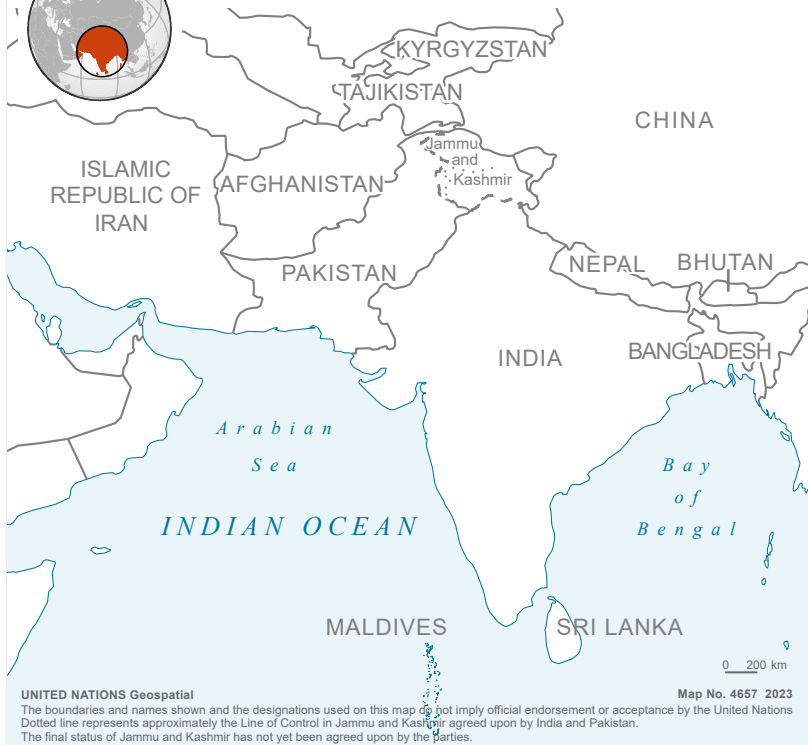 KYRGYZSTAN
TAJIKISTAN
CHINA
Jammu
and
Kashmir
ISLAMIC
REPUBLIC OF
IRAN
AFGHANISTAN
PAKISTAN
NEPAL
BHUTAN
INDIA
BANGLADESH
Arabian
Sea
Bay
of
Bengal
INDIAN OCEAN
MALDIVES
SRI LANKA
0 200 km
UNITED NATIONS Geospatial
Map No. 4657 2023
The boundaries and names shown and the designations used on this map do not imply official endorsement or acceptance by the United Nations
Dotted line represents approximately the Line of Control in Jammu and Kashmir agreed upon by India and Pakistan.
The final status of Jammu and Kashmir has not yet been agreed upon by the parties.